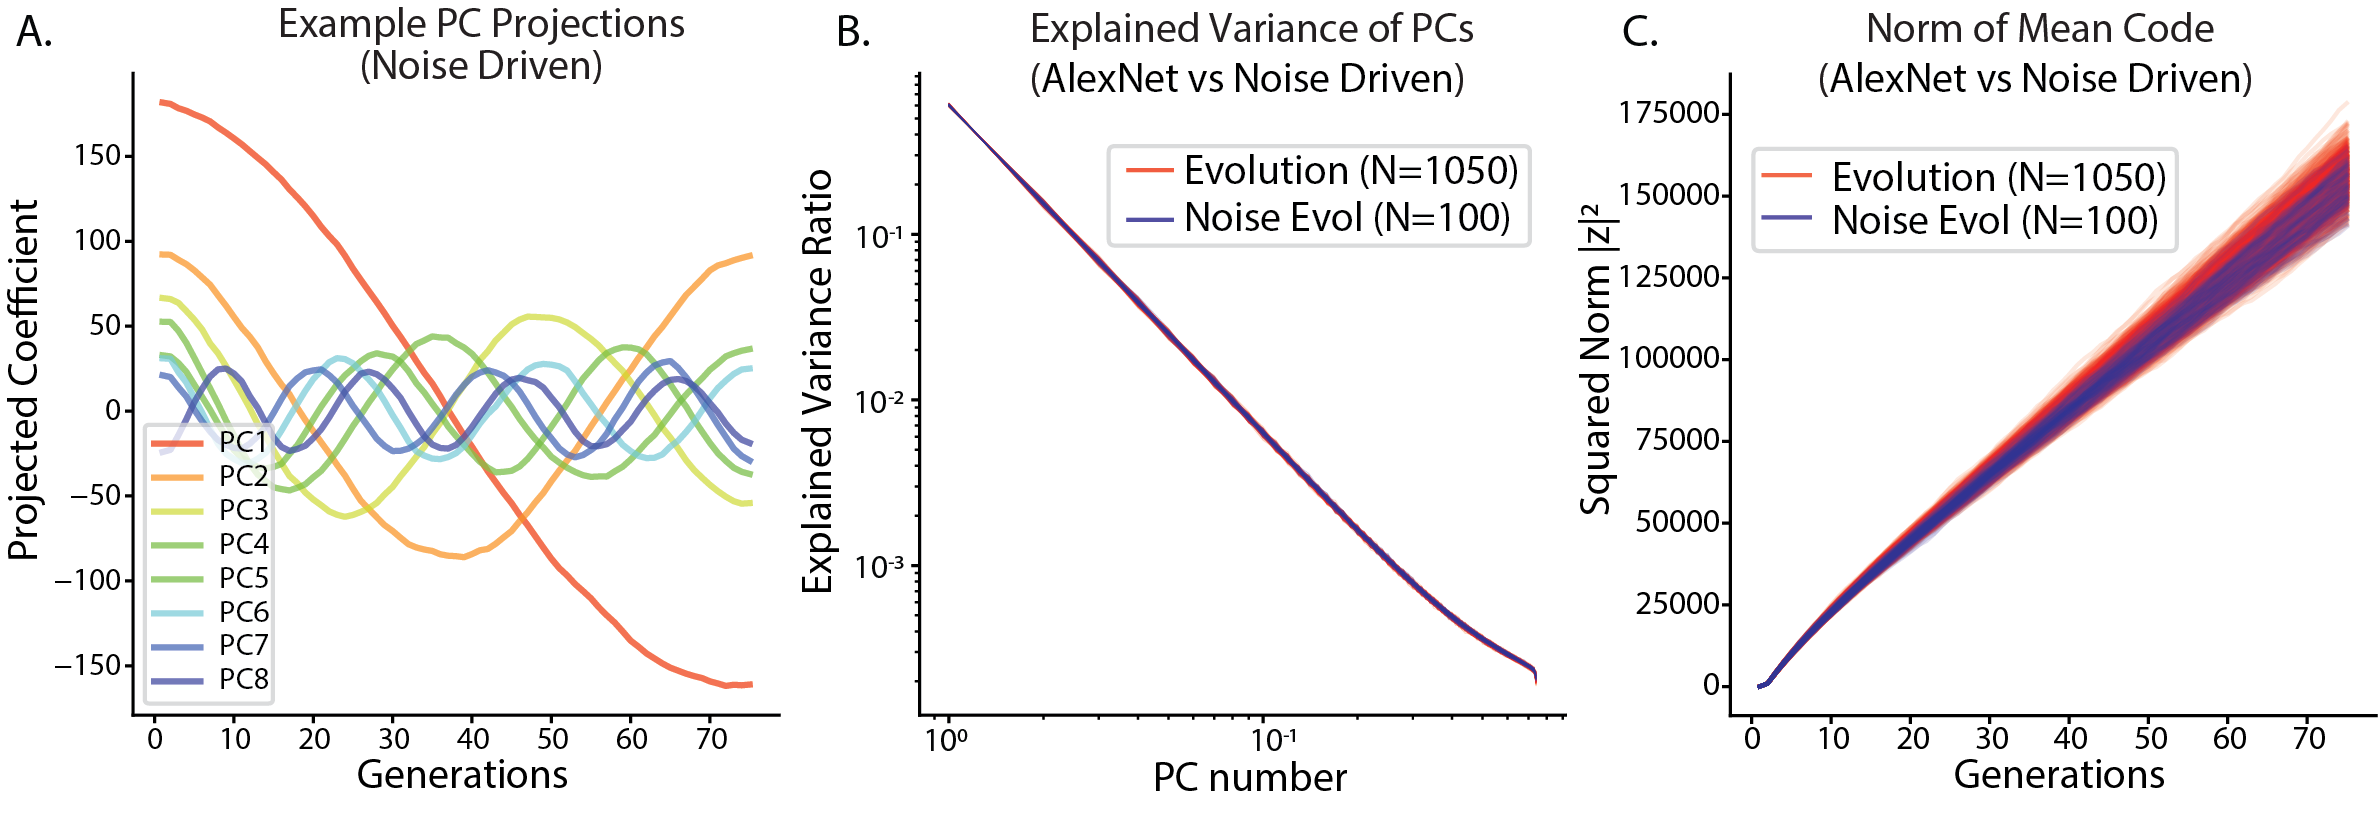 A.
Example PC Projections
(Noise Driven)
Projected Coefficient
150
100
50
0
−50
−100
−150
PC1
PC2
PC3
PC4
PC5
PC6
PC7
PC8
0 10 20 30 40 50 60 70
Generations
B.
Explained Variance of PCs
(AlexNet vs Noise Driven)
Explained Variance Ratio
10⁻¹
10⁻²
10⁻³
Evolution (N=1050)
Noise Evol (N=100)
10⁰ 10⁻¹
PC number
C.
Norm of Mean Code
(AlexNet vs Noise Driven)
Squared Norm |z|²
175000
150000
125000
100000
75000
50000
25000
0
Evolution (N=1050)
Noise Evol (N=100)
0 10 20 30 40 50 60 70
Generations